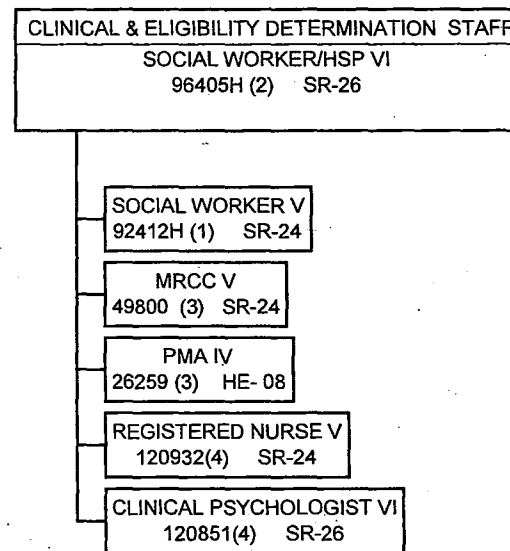 CLINICAL & ELIGIBILITY DETERMINATION STAFF
SOCIAL WORKER/HSP VI
96405H (2) SR-26
SOCIAL WORKER V
92412H (1) SR-24
MRCC V
49800 (3) SR-24
PMA IV
26259 (3) HE- 08
REGISTERED NURSE V
120932(4) SR-24
CLINICAL PSYCHOLOGIST VI
120851(4) SR-26